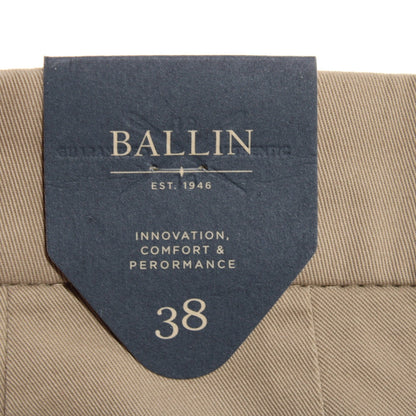 BALLIN
EST. 1946
INNOVATION,
COMFORT &
PERORMANCE
38